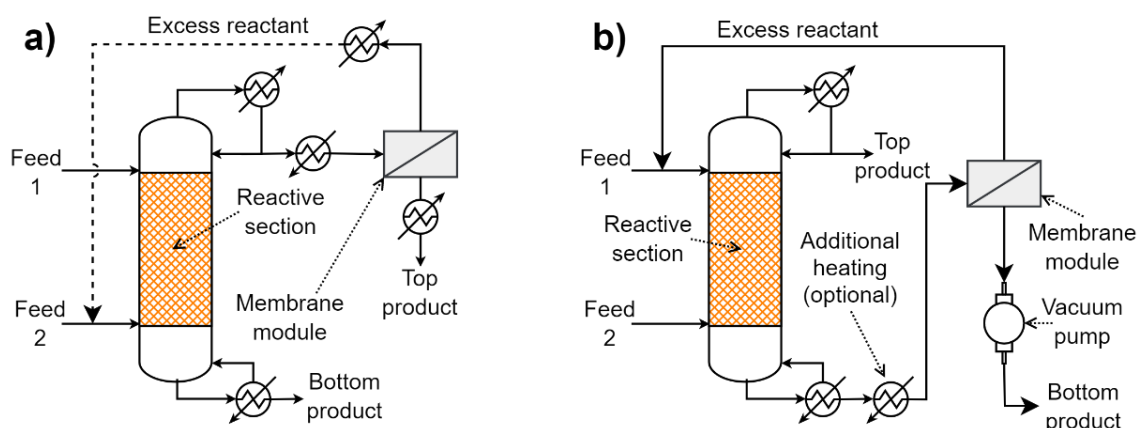 a)
Excess reactant
Feed
1
Reactive
section
Feed
2
Membrane
module
Top
product
Bottom
product
b)
Excess reactant
Feed
1
Top
product
Reactive
section
Additional
heating
(optional)
Membrane
module
Feed
2
Vacuum
pump
Bottom
product